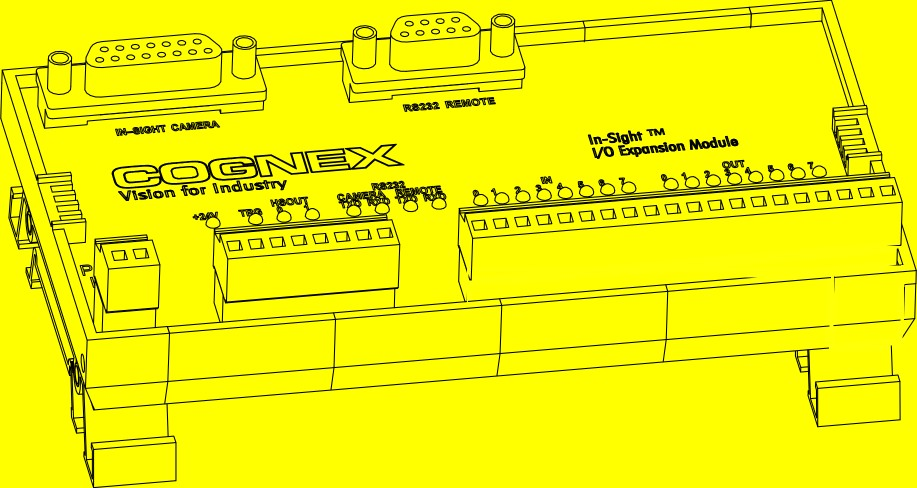 IN-SIGHT CAMERA
RS232 REMOTE
In-Sight ™
I/O Expansion Module
COGNEX
Vision for Industry
IN
OUT
0 1 2 3 4 5 6 7
0 1 2 3 4 5 6 7
RS232
CAMERA REMOTE
HSOUT
+24V TRG
TXD RXD TXD RXD
P